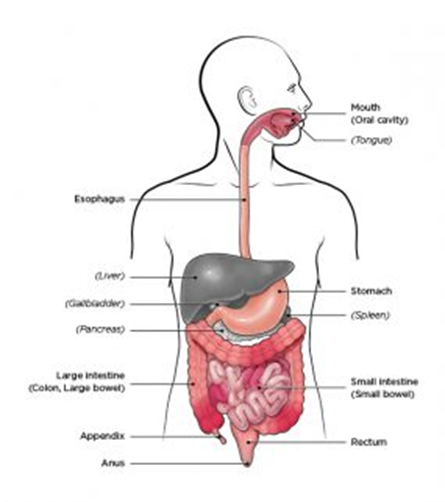 Mouth
(Oral cavity)
(Tongue)
Esophagus
(Liver)
Stomach
(Gallbladder)
(Spleen)
(Pancreas)
Large intestine
(Colon, Large bowel)
Small intestine
(Small bowel)
Appendix
Rectum
Anus